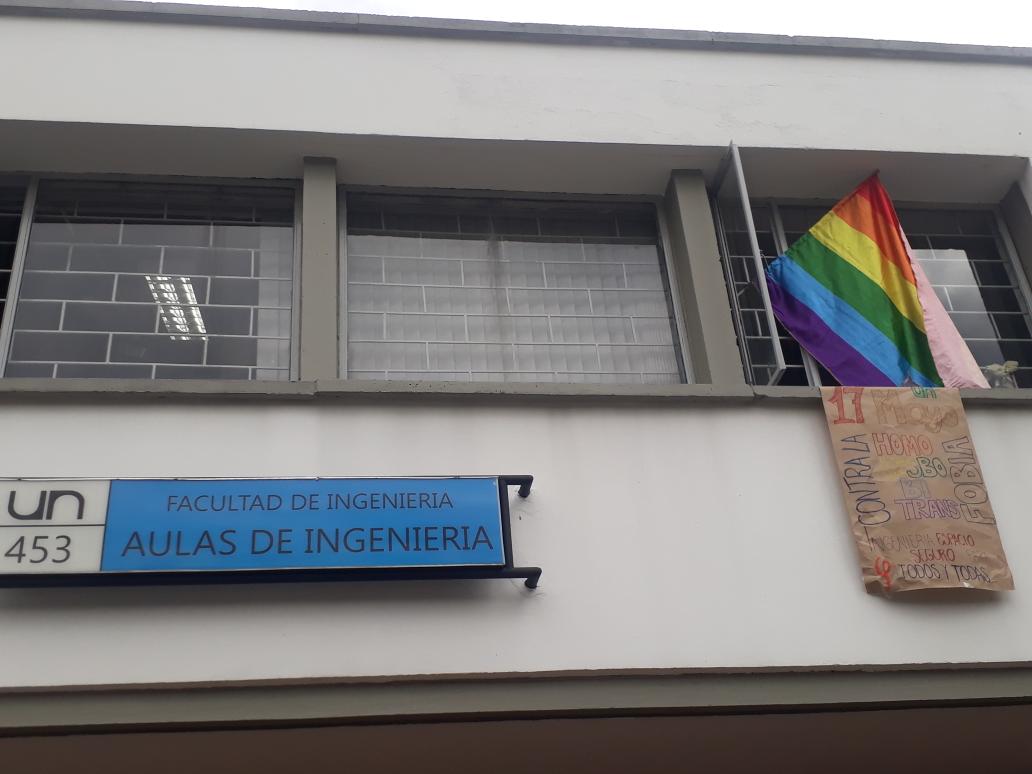 un
453
FACULTAD DE INGENIERIA
AULAS DE INGENIERIA
17
Mayo
CONTRA LA
HOMO
BI
TRANS
FOBIA
INGENIERIA ESPACIO
SEGURO
TODOS Y TODAS